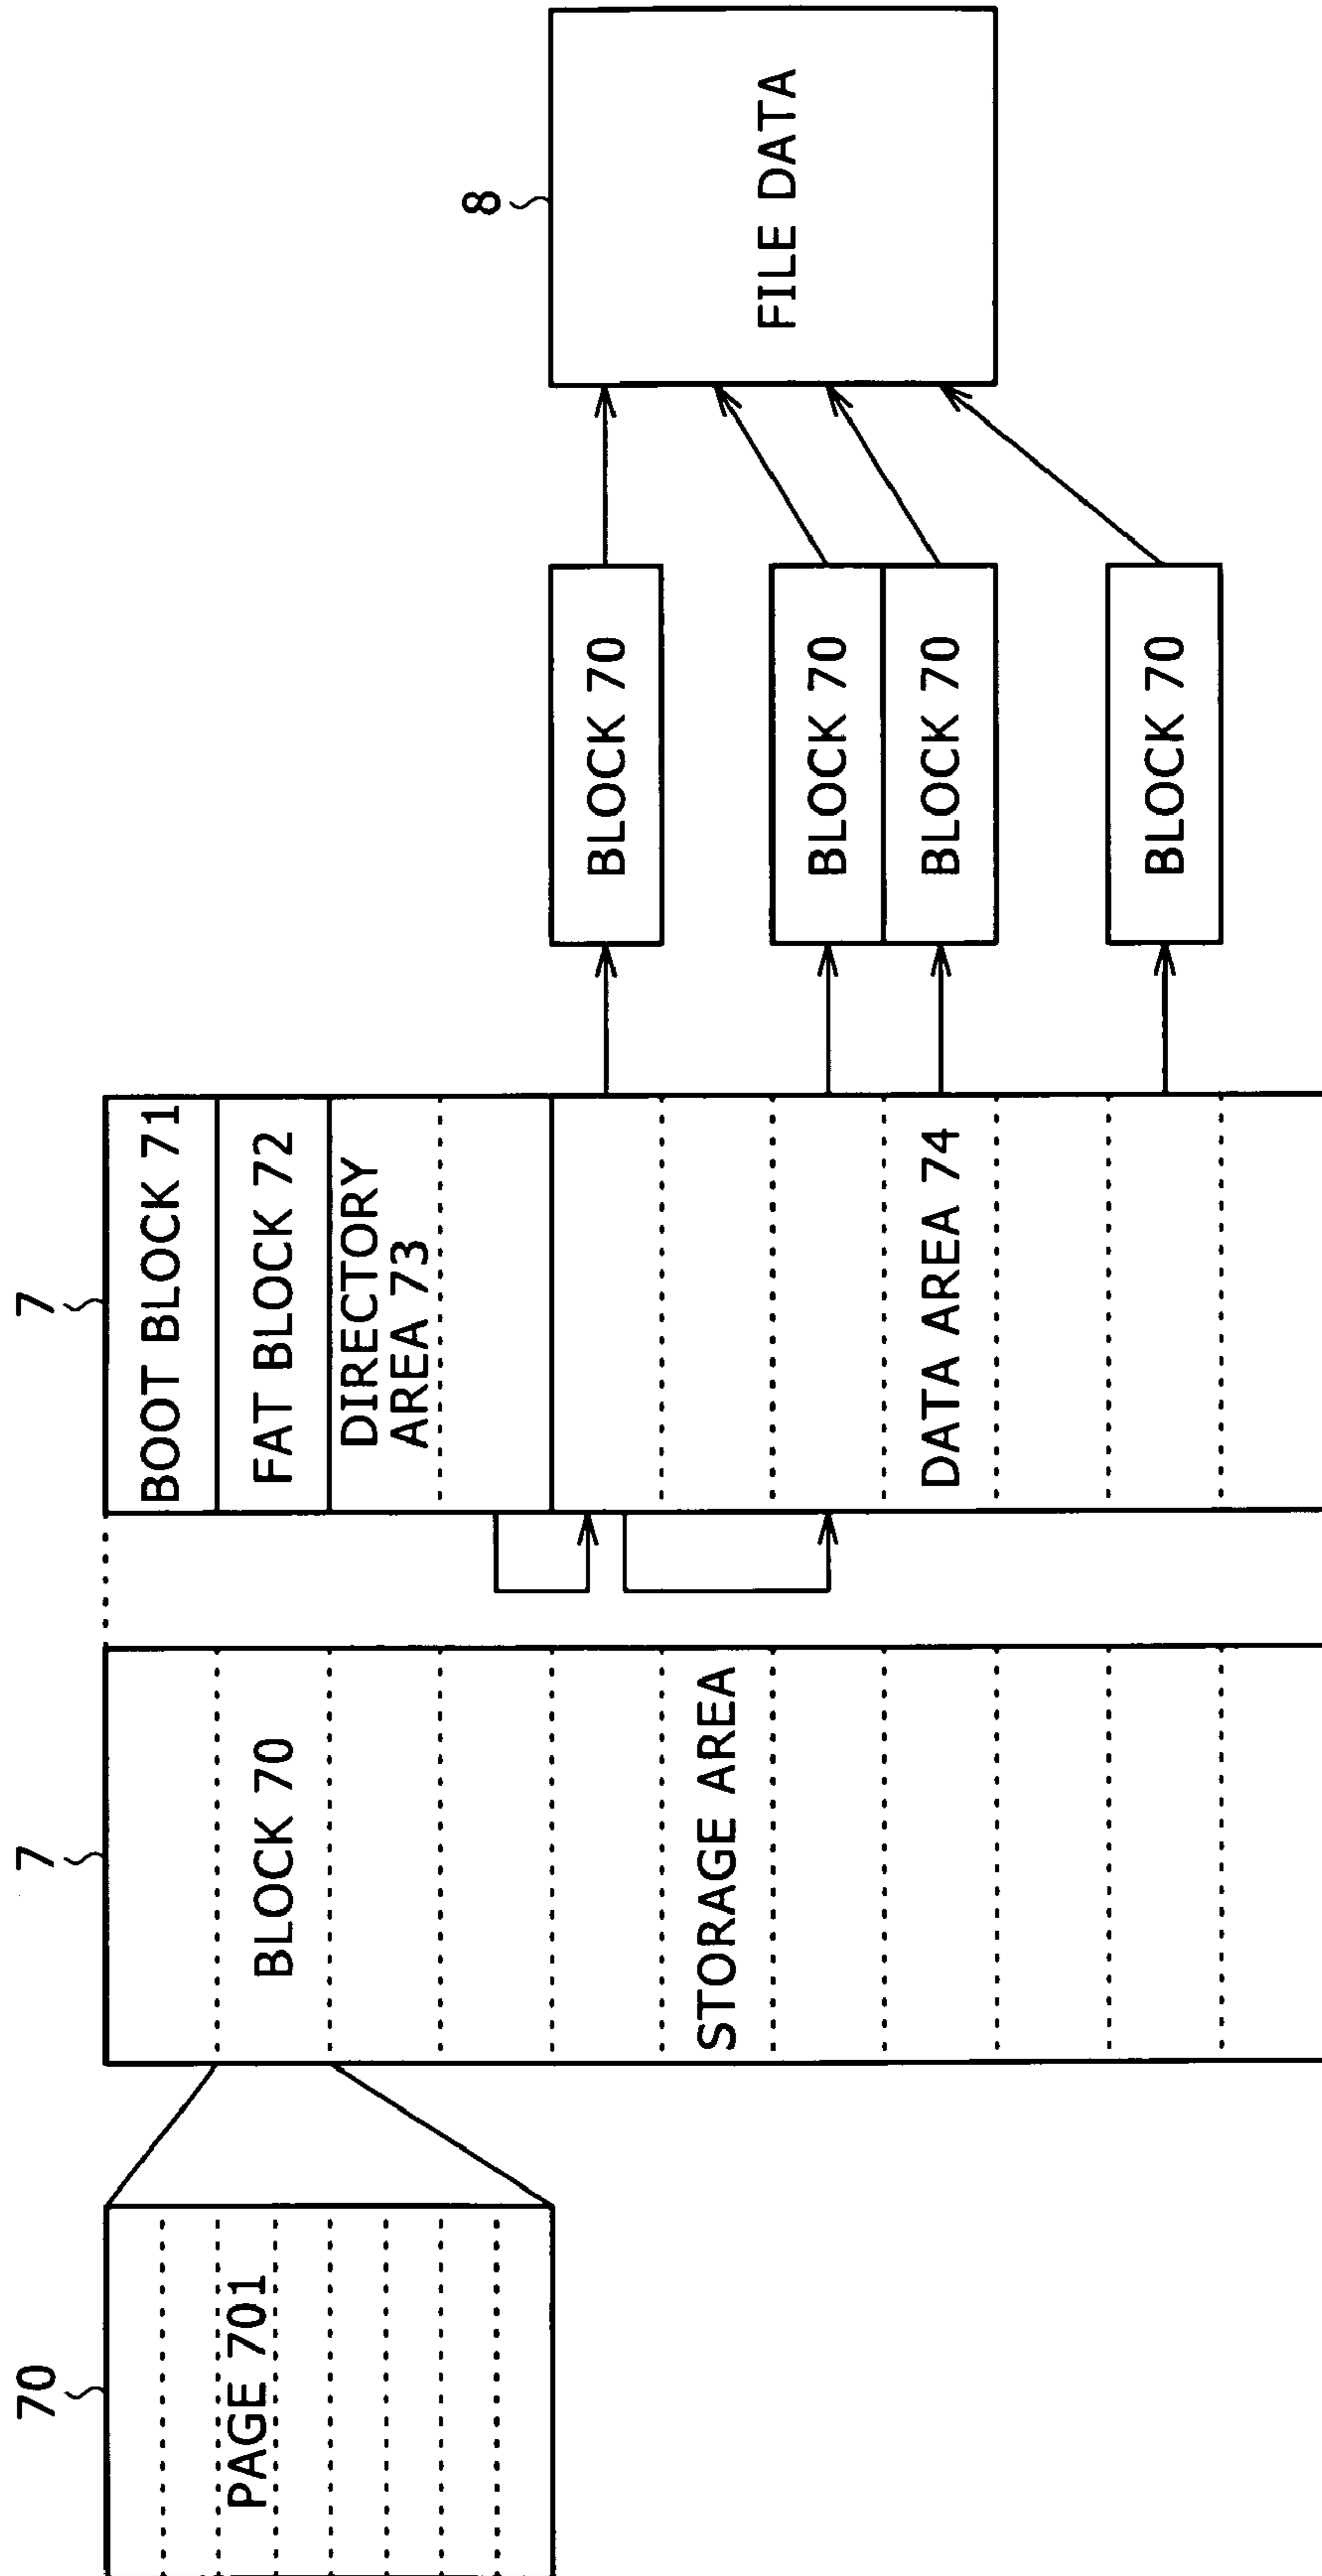 70
PAGE 701
7
BLOCK 70
STORAGE AREA
7
BOOT BLOCK 71
FAT BLOCK 72
DIRECTORY
AREA 73
DATA AREA 74
BLOCK 70
BLOCK 70
BLOCK 70
BLOCK 70
8
FILE DATA